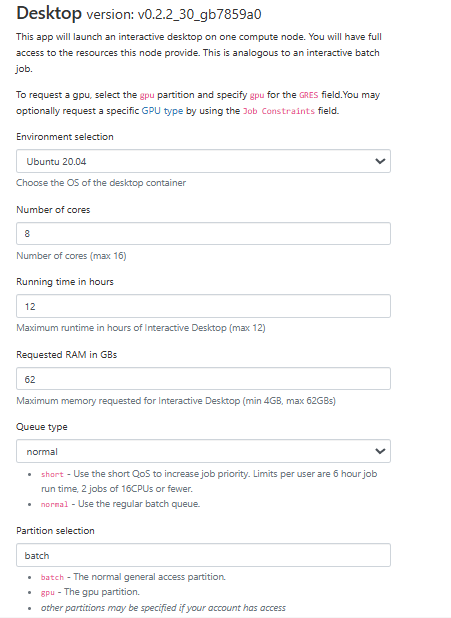 Desktop version: v0.2.2_30_gb7859a0
This app will launch an interactive desktop on one compute node. You will have full
access to the resources this node provide. This is analogous to an interactive batch
job.
To request a gpu, select the gpu partition and specify gpu for the GRES field.You may
optionally request a specific GPU type by using the Job Constraints field.
Environment selection
Ubuntu 20.04
Choose the OS of the desktop container
Number of cores
8
Number of cores (max 16)
Running time in hours
12
Maximum runtime in hours of Interactive Desktop (max 12)
Requested RAM in GBs
62
Maximum memory requested for Interactive Desktop (min 4GB, max 62GBs)
Queue type
normal
• short - Use the short QoS to increase job priority. Limits per user are 6 hour job
run time, 2 jobs of 16CPUs or fewer.
• normal - Use the regular batch queue.
Partition selection
batch
• batch - The normal general access partition.
• gpu - The gpu partition.
• other partitions may be specified if your account has access